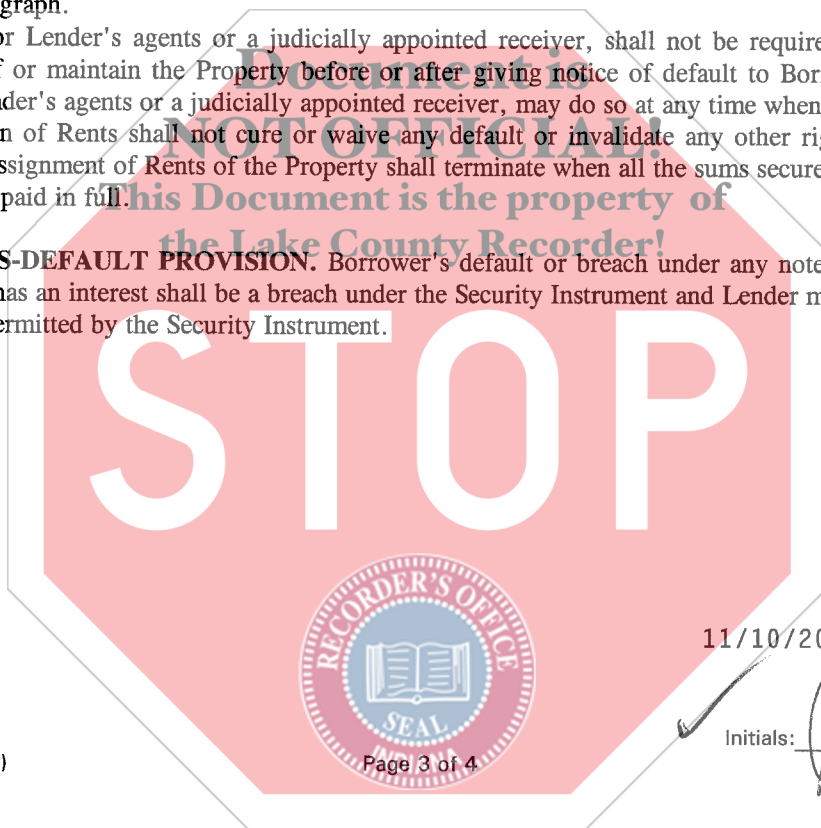 graph.
or Lender's agents or a judicially appointed receiver, shall not be require
f or maintain the Property before or after giving notice of default to Bor
nder's agents or a judicially appointed receiver, may do so at any time when
n of Rents shall not cure or waive any default or invalidate any other rig
ssignment of Rents of the Property shall terminate when all the sums secure
paid in full.
Document is
NOT OFFICIAL!
This Document is the property of
the Lake County Recorder!
S-DEFAULT PROVISION. Borrower's default or breach under any note
has an interest shall be a breach under the Security Instrument and Lender m
ermitted by the Security Instrument.
STOP
RECORDER'S OFFICE
SEAL
INDIANA
11/10/20
Initials:
)
Page 3 of 4